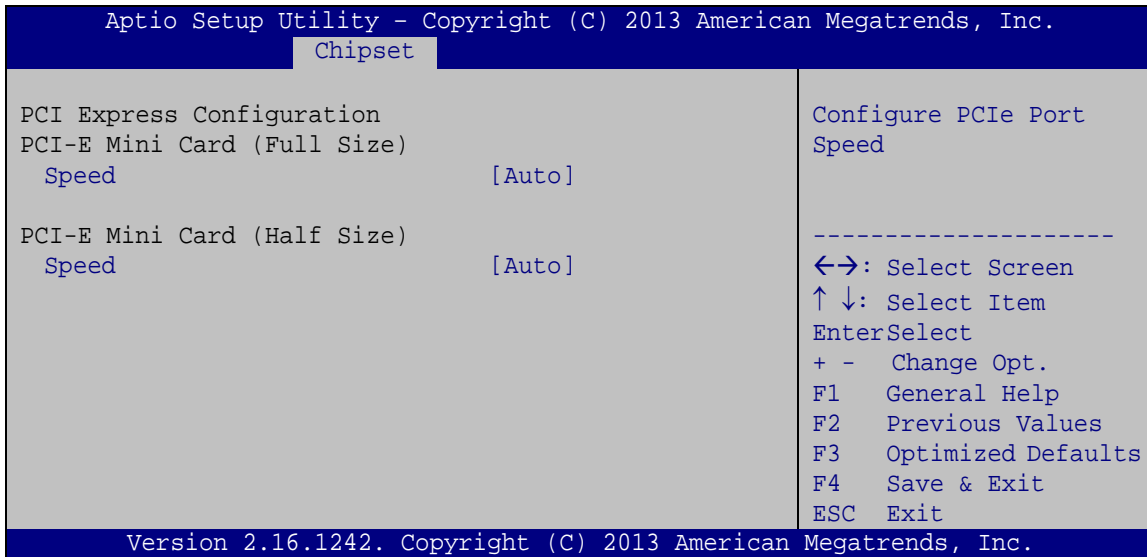 Aptio Setup Utility – Copyright (C) 2013 American Megatrends, Inc.
Chipset
PCI Express Configuration
PCI-E Mini Card (Full Size)
Speed [Auto]
PCI-E Mini Card (Half Size)
Speed [Auto]
Configure PCIe Port
Speed
---------------------
←→: Select Screen
↑ ↓: Select Item
EnterSelect
+ - Change Opt.
F1 General Help
F2 Previous Values
F3 Optimized Defaults
F4 Save & Exit
ESC Exit
Version 2.16.1242. Copyright (C) 2013 American Megatrends, Inc.